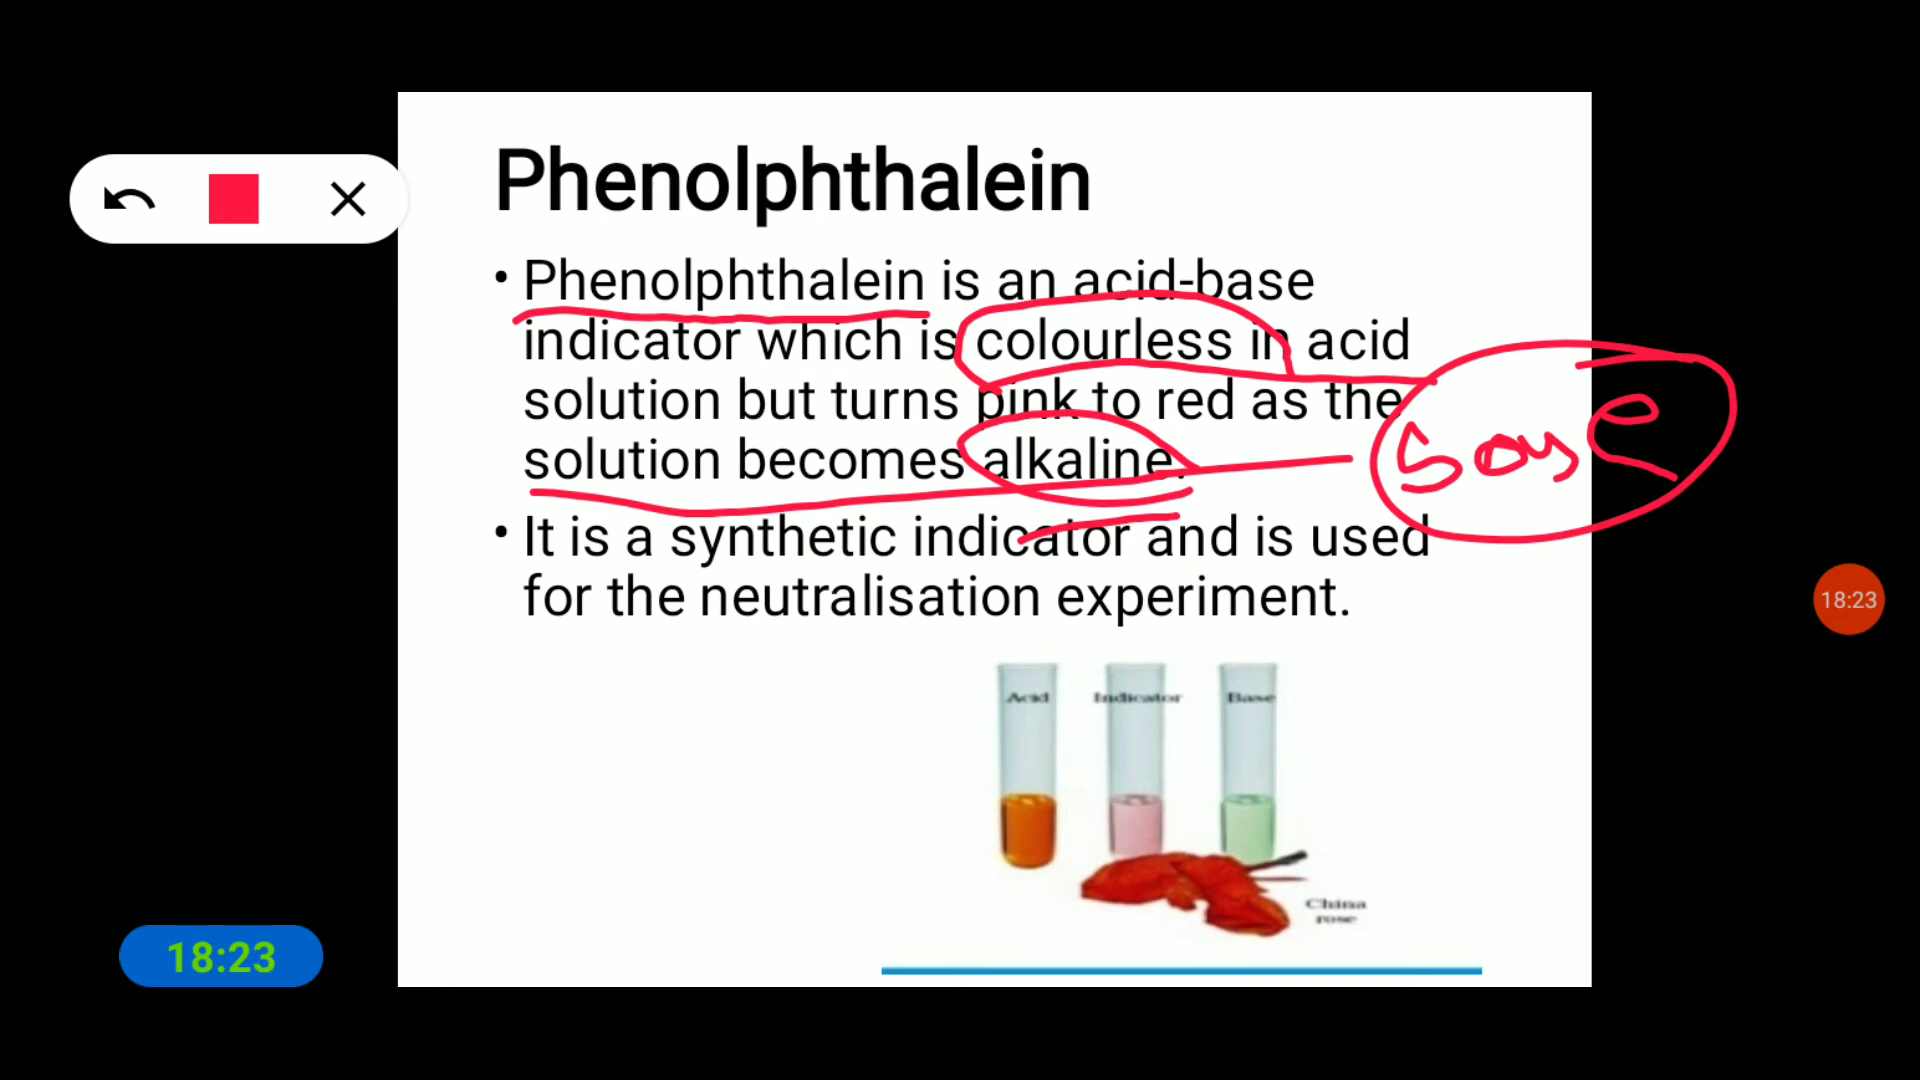 Phenolphthalein
• Phenolphthalein is an acid-base
indicator which is colourless in acid
solution but turns pink to red as the
solution becomes alkaline.
• It is a synthetic indicator and is used
for the neutralisation experiment.
Acid Indicator Base
China
rose
18:23
18:23